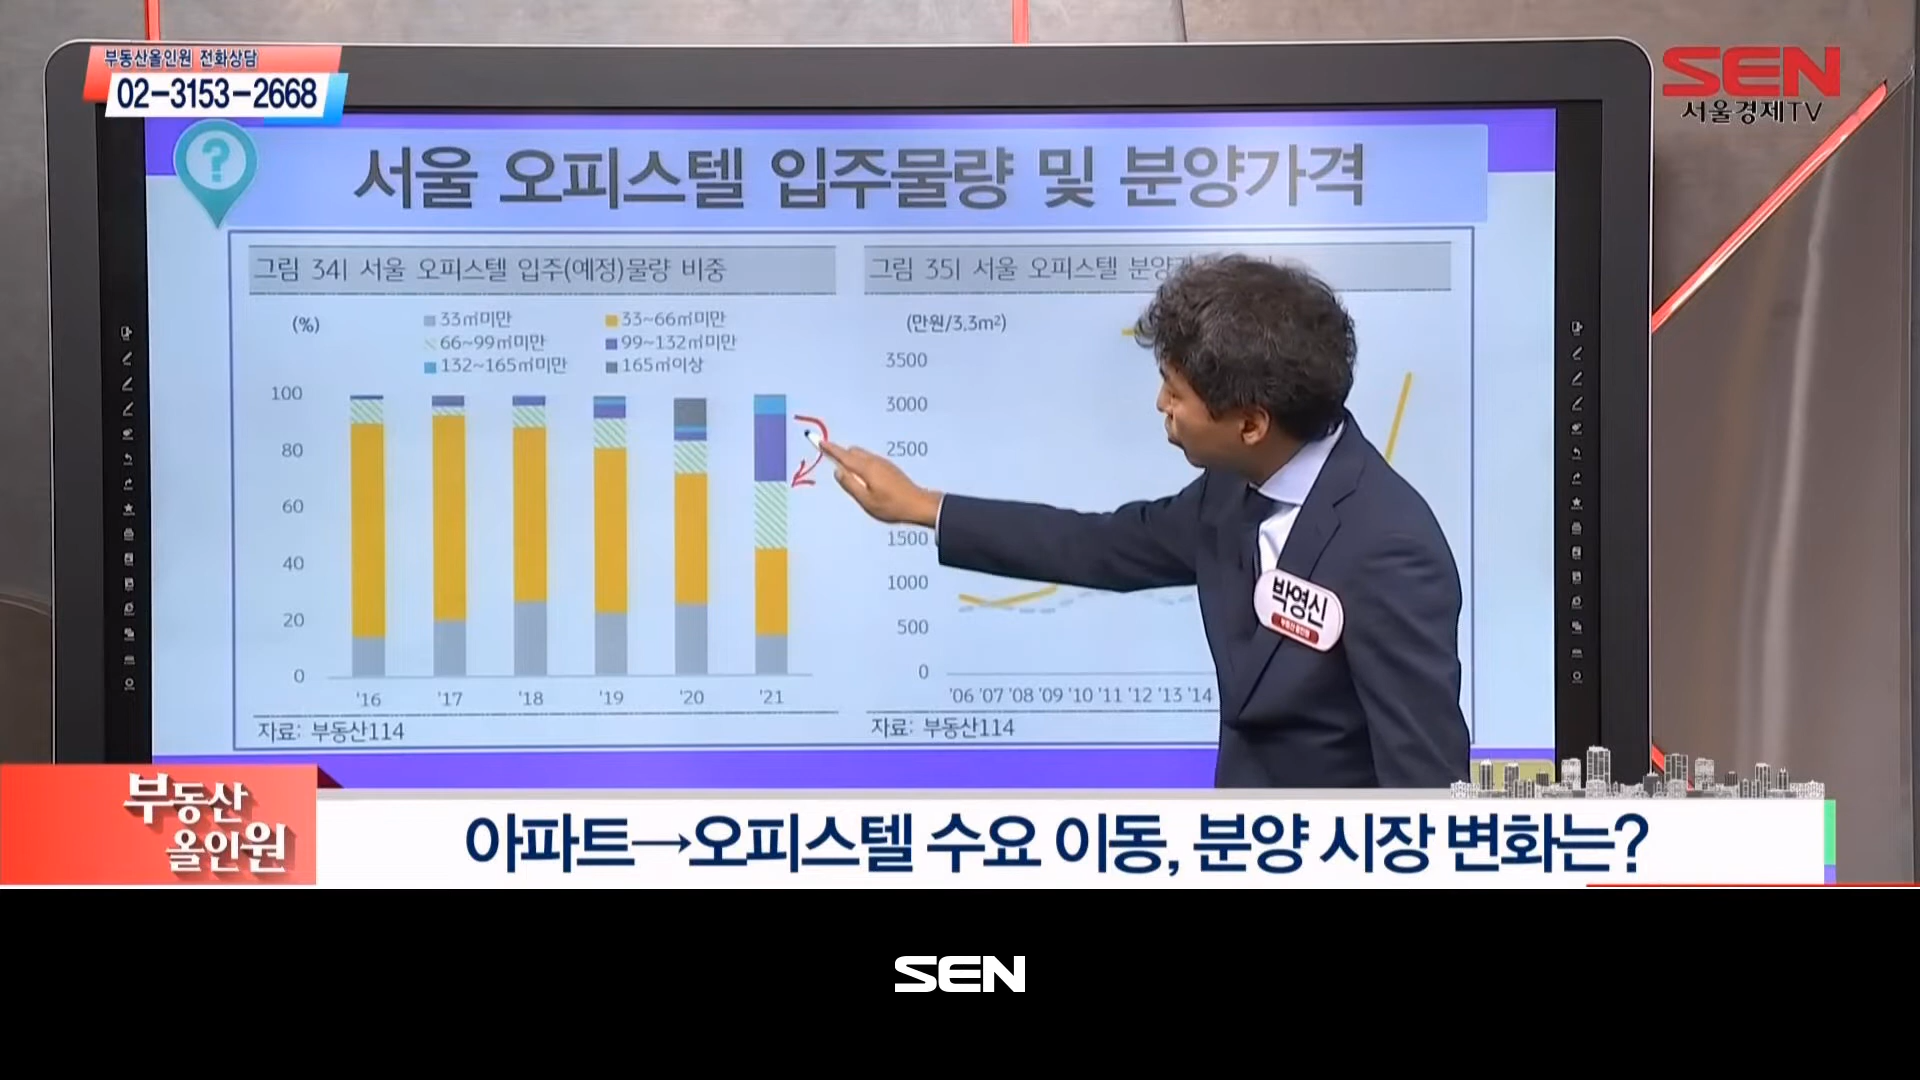 부동산올인원 전화상담
02-3153-2668
SEN
서울경제TV
?
서울 오피스텔 입주물량 및 분양가격
그림 34| 서울 오피스텔 입주(예정)물량 비중
(%)
33㎡미만
33~66㎡미만
66~99㎡미만
99~132㎡미만
132~165㎡미만
165㎡이상
100
80
60
40
20
0
'16 '17 '18 '19 '20 '21
자료: 부동산114
그림 35| 서울 오피스텔 분양
(만원/3.3m²)
3500
3000
2500
1500
1000
500
0
'06 '07 '08 '09 '10 '11 '12 '13 '14
자료: 부동산114
박영신
부동산
올인원
아파트→오피스텔 수요 이동, 분양 시장 변화는?
SEN